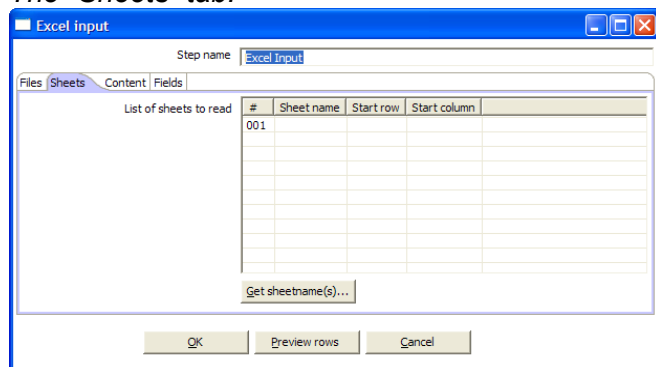 The "Sheets" tab.
Excel input
Step name Excel Input
Files Sheets Content Fields
List of sheets to read # Sheet name Start row Start column
001
Get sheetname(s)...
OK Preview rows Cancel